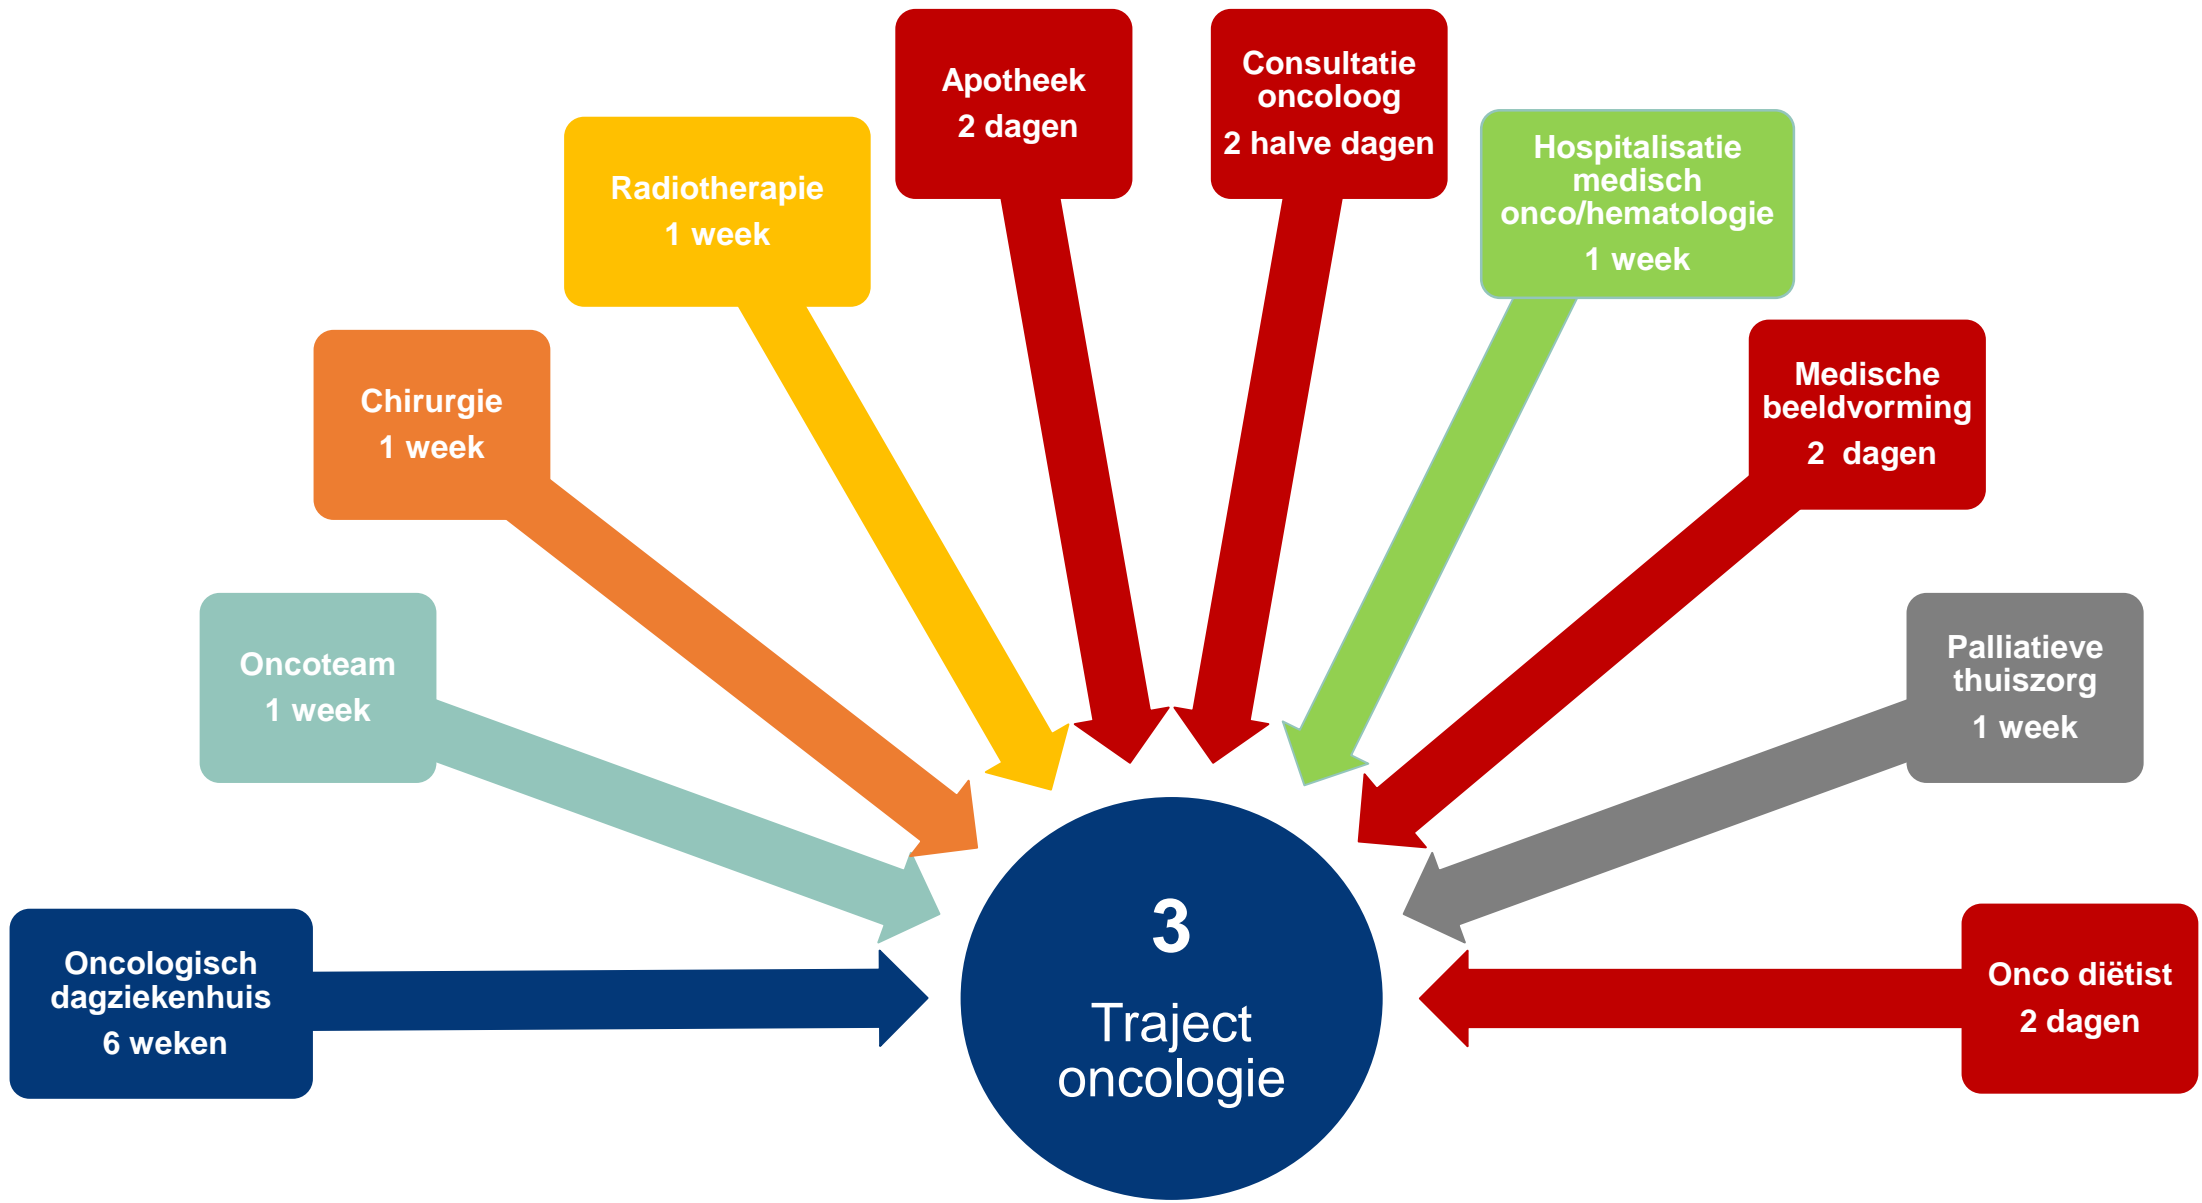 Apotheek
2 dagen
Consultatie
oncoloog
2 halve dagen
Radiotherapie
1 week
Hospitalisatie
medisch
onco/hematologie
1 week
Chirurgie
1 week
Medische
beeldvorming
2  dagen
Oncoteam
1 week
Palliatieve
thuiszorg
1 week
Oncologisch
dagziekenhuis
6 weken
3
Traject
oncologie
Onco diëtist
2 dagen